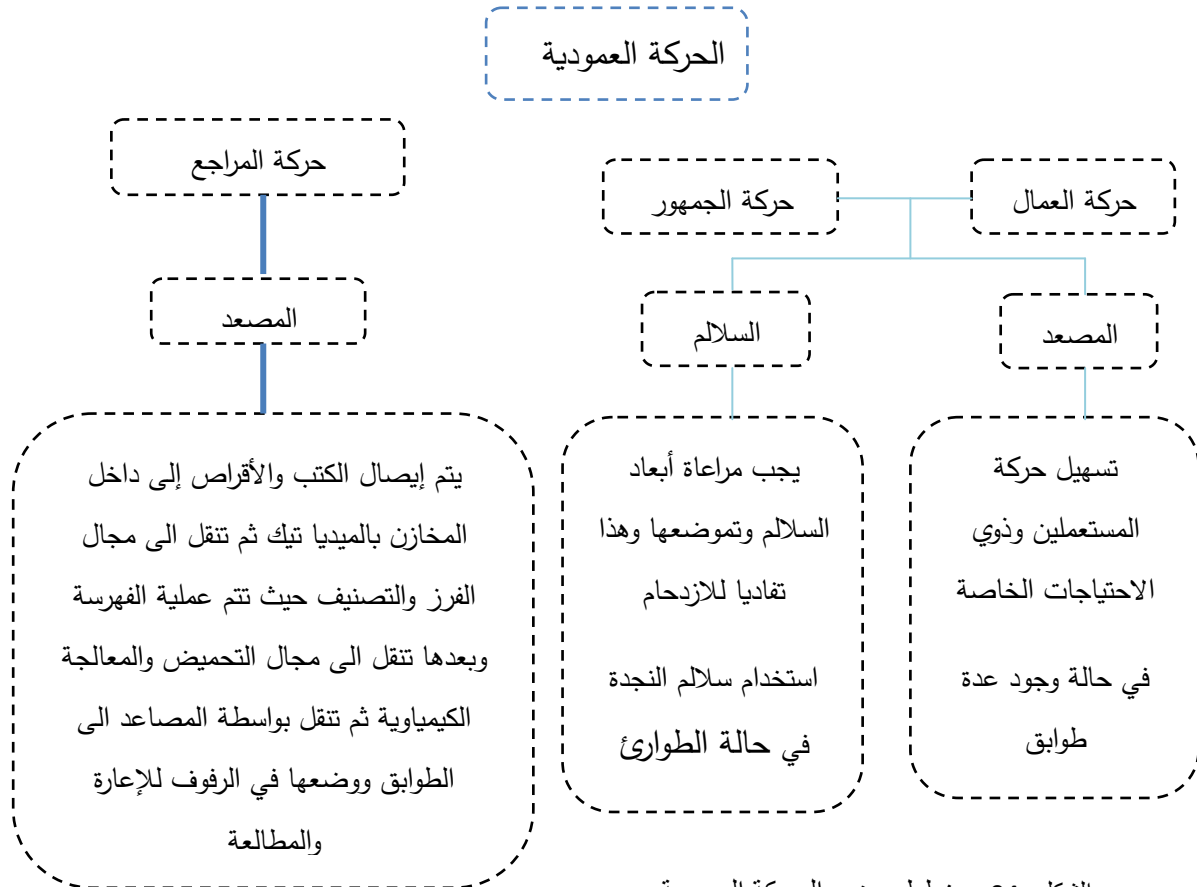 الحركة العمودية
حركة العمال
حركة الجمهور
حركة المراجع
المصعد
السلالم
المصعد
تسهيل حركة
المستعملين وذوي
الاحتياجات الخاصة
في حالة وجود عدة
طوابق
يجب مراعاة أبعاد
السلالم وتموضعها وهذا
تفاديا للازدحام
استخدام سلالم النجدة
في حالة الطوارئ
يتم إيصال الكتب والأقراص إلى داخل
المخازن بالميديا تيك ثم تنقل الى مجال
الفرز والتصنيف حيث تتم عملية الفهرسة
وبعدها تنقل الى مجال التحميض والمعالجة
الكيمياوية ثم تنقل بواسطة المصاعد الى
الطوابق ووضعها في الرفوف للإعارة
والمطالعة